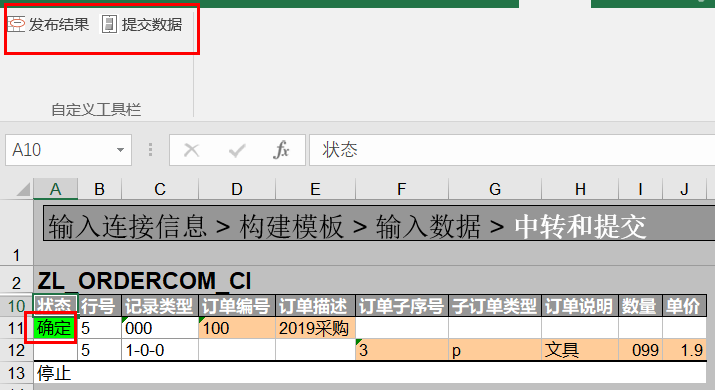 发布结果 提交数据
自定义工具栏
A10 fx 状态
A B C D E F G H I J
1 输入连接信息 > 构建模板 > 输入数据 > 中转和提交
2 ZL_ORDERCOM_CI
10 状态 行号 记录类型 订单编号 订单描述 订单子序号 子订单类型 订单说明 数量 单价
11 确定 5 000 100 2019采购
12 5 1-0-0 3 p 文具 099 1.9
13 停止